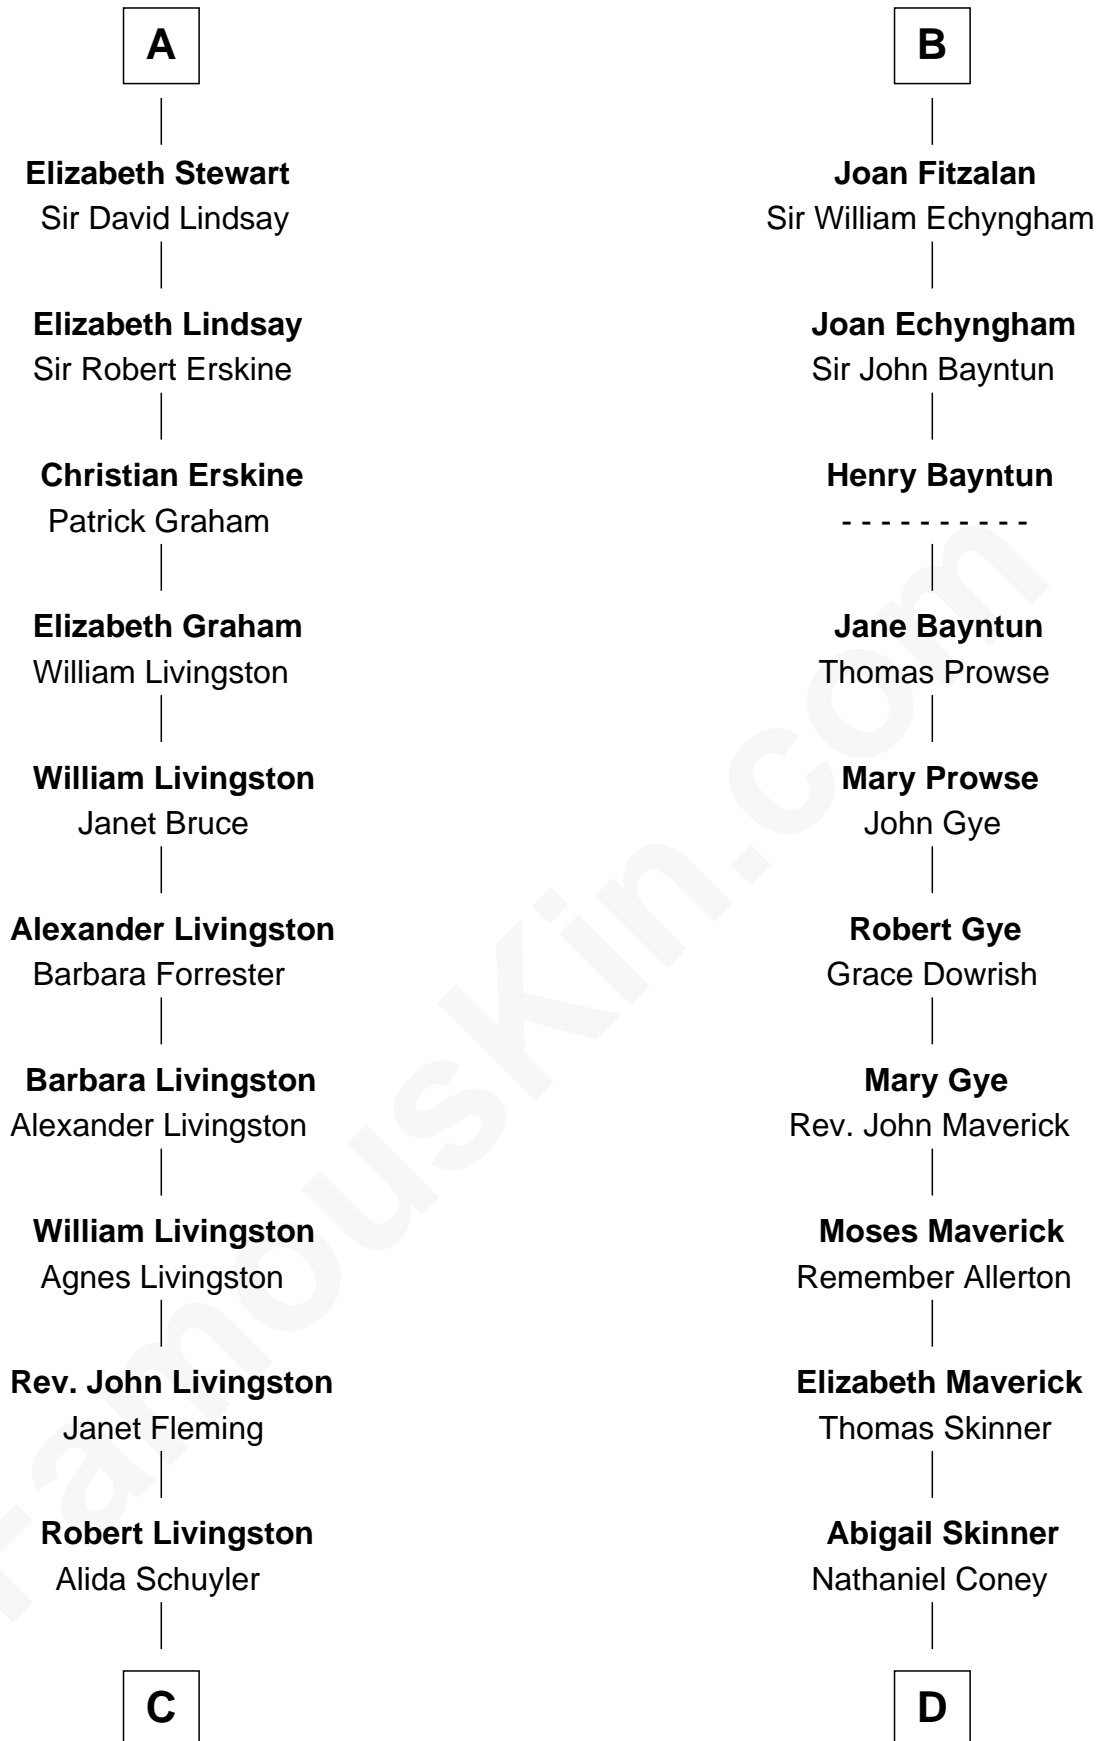 A
Elizabeth Stewart
Sir David Lindsay
Elizabeth Lindsay
Sir Robert Erskine
Christian Erskine
Patrick Graham
Elizabeth Graham
William Livingston
William Livingston
Janet Bruce
Alexander Livingston
Barbara Forrester
Barbara Livingston
Alexander Livingston
William Livingston
Agnes Livingston
Rev. John Livingston
Janet Fleming
Robert Livingston
Alida Schuyler
C
B
Joan Fitzalan
Sir William Echyngham
Joan Echyngham
Sir John Bayntun
Henry Bayntun
- - - - - - - - - -
Jane Bayntun
Thomas Prowse
Mary Prowse
John Gye
Robert Gye
Grace Dowrish
Mary Gye
Rev. John Maverick
Moses Maverick
Remember Allerton
Elizabeth Maverick
Thomas Skinner
Abigail Skinner
Nathaniel Coney
D
FamousKin.com